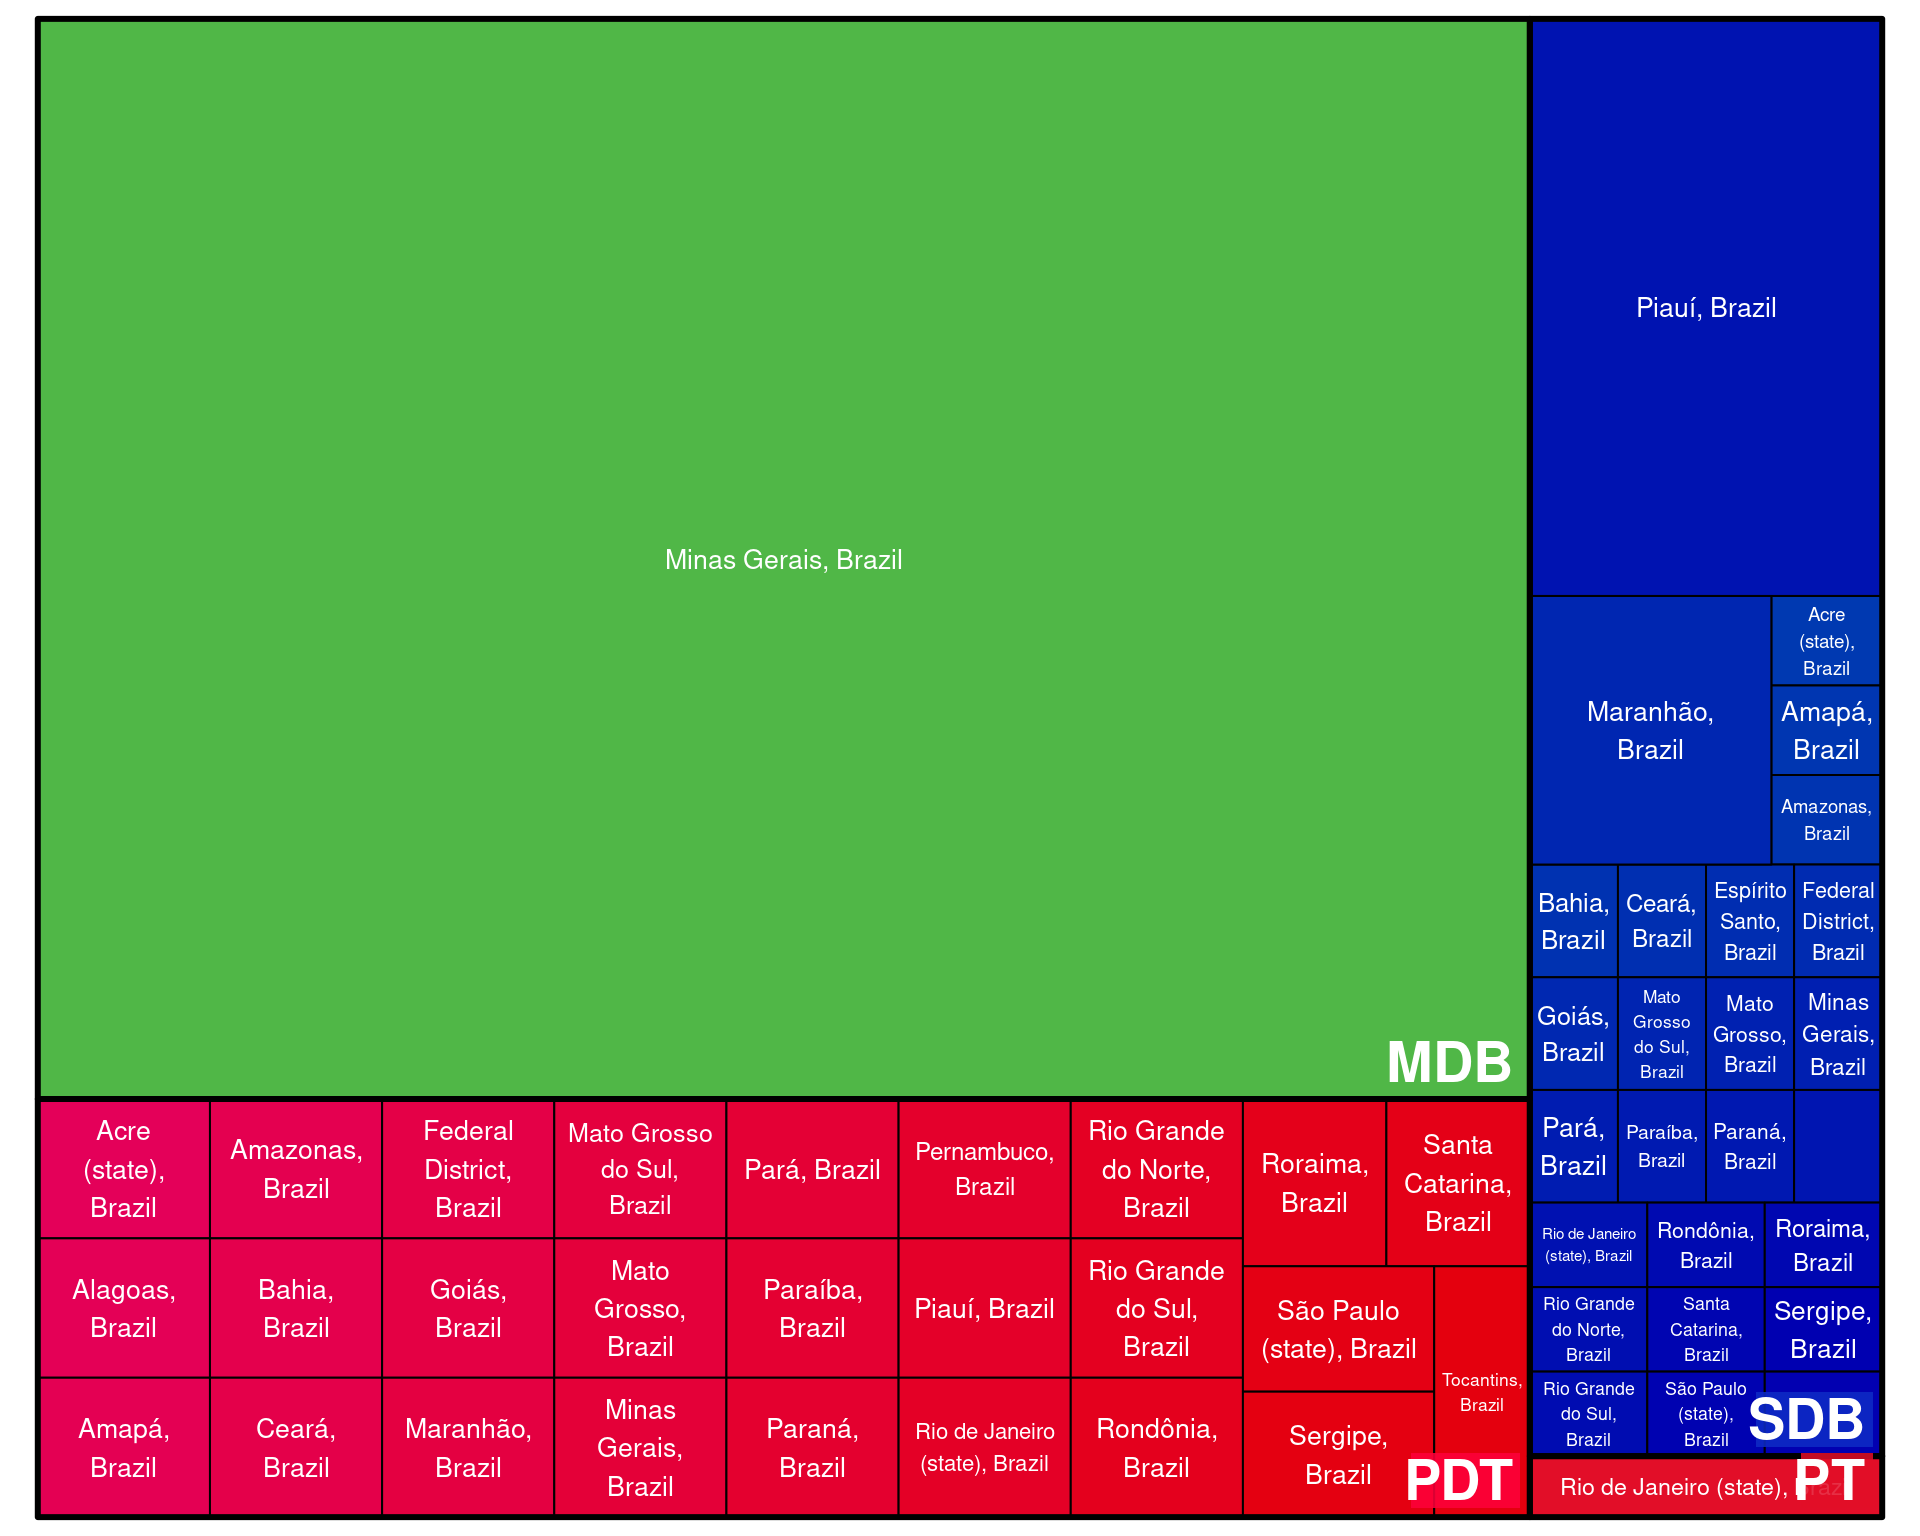 Minas Gerais, Brazil
MDB
Acre
(state),
Brazil
Alagoas,
Brazil
Amapá,
Brazil
Amazonas,
Brazil
Bahia,
Brazil
Ceará,
Brazil
Federal
District,
Brazil
Goiás,
Brazil
Maranhão,
Brazil
Mato Grosso
do Sul,
Brazil
Mato
Grosso,
Brazil
Minas
Gerais,
Brazil
Pará, Brazil
Paraíba,
Brazil
Paraná,
Brazil
Pernambuco,
Brazil
Piauí, Brazil
Rio de Janeiro
(state), Brazil
Rio Grande
do Norte,
Brazil
Rio Grande
do Sul,
Brazil
Rondônia,
Brazil
Roraima,
Brazil
Santa
Catarina,
Brazil
São Paulo
(state), Brazil
Sergipe,
Brazil
Tocantins,
Brazil
PDT
Piauí, Brazil
Maranhão,
Brazil
Acre
(state),
Brazil
Amapá,
Brazil
Amazonas,
Brazil
Bahia,
Brazil
Ceará,
Brazil
Espírito
Santo,
Brazil
Federal
District,
Brazil
Goiás,
Brazil
Mato
Grosso
do Sul,
Brazil
Mato
Grosso,
Brazil
Minas
Gerais,
Brazil
Pará,
Brazil
Paraíba,
Brazil
Paraná,
Brazil
Rio de Janeiro
(state), Brazil
Rondônia,
Brazil
Roraima,
Brazil
Rio Grande
do Norte,
Brazil
Santa
Catarina,
Brazil
Sergipe,
Brazil
Rio Grande
do Sul,
Brazil
São Paulo
(state),
Brazil
SDB
Rio de Janeiro (state),
PT